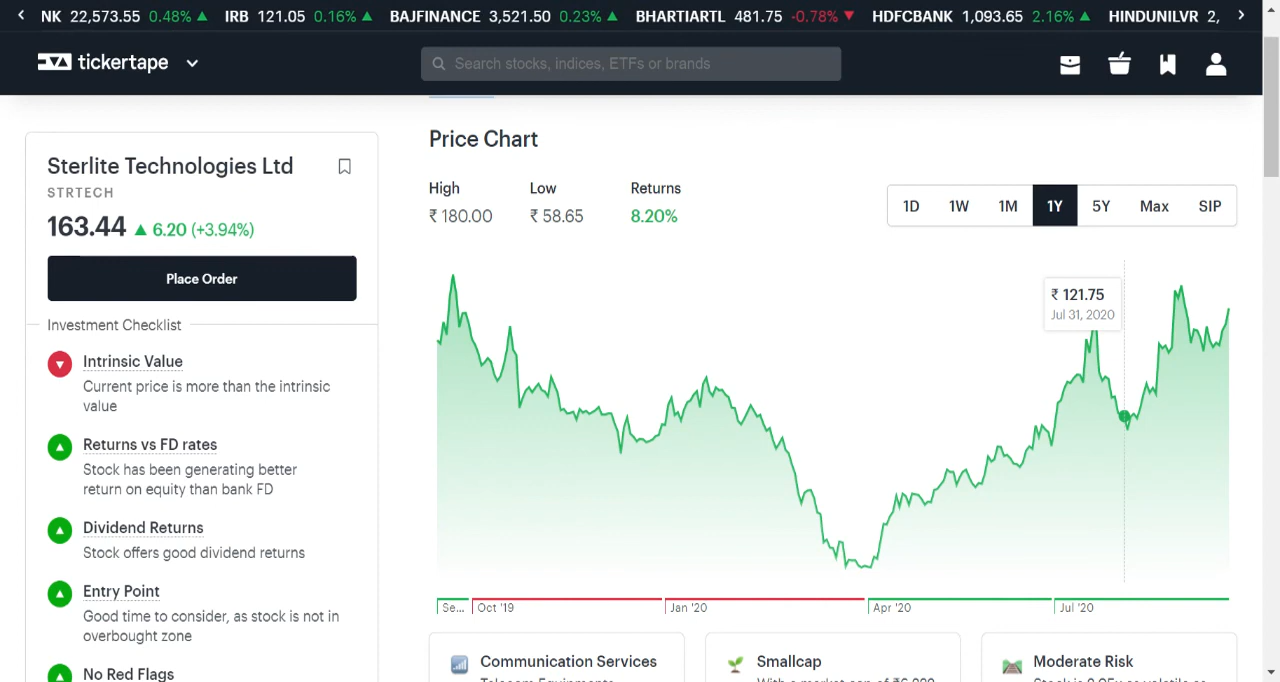 NK 22,573.55 0.48% IRB 121.05 0.16% BAJFINANCE 3,521.50 0.23% BHARTIARTL 481.75 -0.78% HDFCBANK 1,093.65 2.16% HINDUNILVR 2,
tickertape
Search stocks, indices, ETFs or brands
Sterlite Technologies Ltd
STRTECH
163.44 6.20 (+3.94%)
Place Order
Investment Checklist
Intrinsic Value
Current price is more than the intrinsic
value
Returns vs FD rates
Stock has been generating better
return on equity than bank FD
Dividend Returns
Stock offers good dividend returns
Entry Point
Good time to consider, as stock is not in
overbought zone
No Red Flags
Price Chart
High Low Returns
₹ 180.00 ₹ 58.65 8.20%
1D 1W 1M 1Y 5Y Max SIP
₹ 121.75
Jul 31, 2020
Se... Oct '19 Jan '20 Apr '20 Jul '20
Communication Services
Smallcap
Moderate Risk